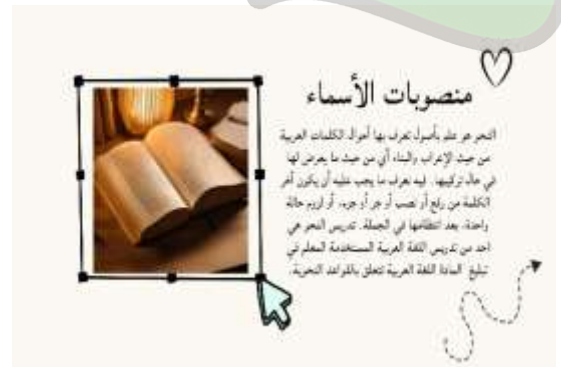 منصوبات الأسماء
النحو هو علم بأصول تعرف بها أحوال الكلمات العربية
من حيث الإعراب والبناء أي من حيث ما يعرض لها
في حال تركيبها. فيه نعرف ما يجب عليه أن يكون آخر
الكلمة من رفع أو نصب أو جر أو جزم، أو لزوم حالة
واحدة، بعد انتظامها في الجملة. تدريس النحو هي
احد من تدريس اللغة العربية المستخدمة المعلم في
تبليغ المادا اللغة العربية تتعلق بالقواعد النحوية.